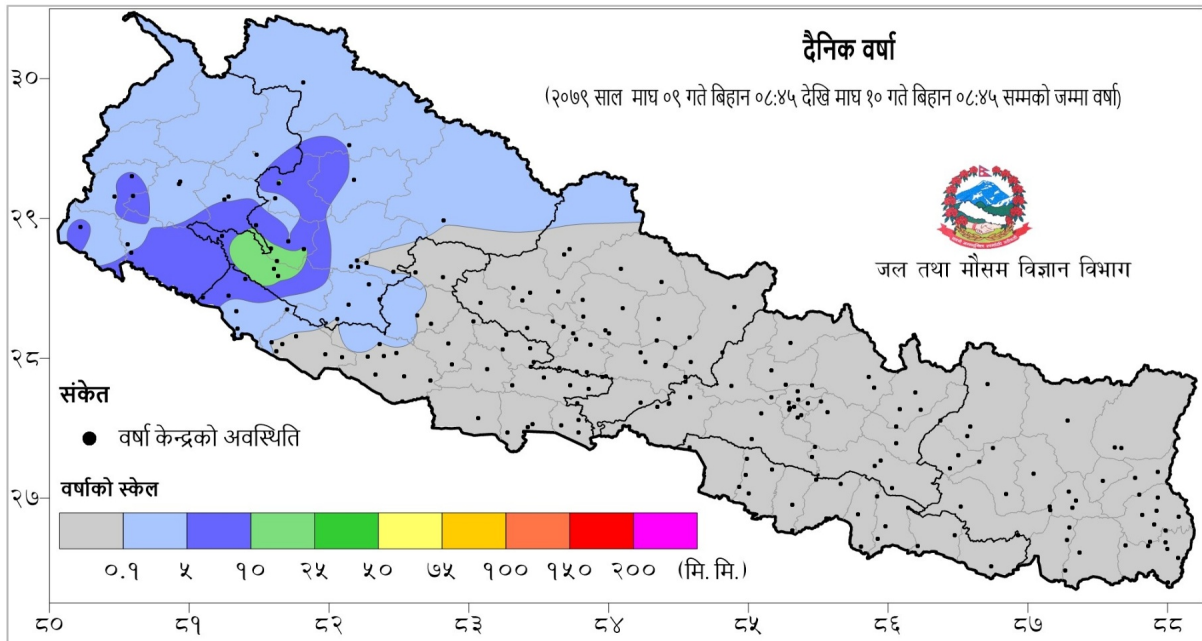 दैनिक वर्षा
(२०७९ साल माघ ०९ गते बिहान ०८:४५ देखि माघ १० गते बिहान ०८:४५ सम्मको जम्मा वर्षा)
जल तथा मौसम विज्ञान विभाग
३०
२९
२८
२७
संकेत
वर्षा केन्द्रको अवस्थिति
वर्षाको स्केल
०.१ ५ १० २५ ५० ७५ १०० १५० २०० (मि. मि.)
८० ८१ ८२ ८३ ८४ ८५ ८६ ८७ ८८